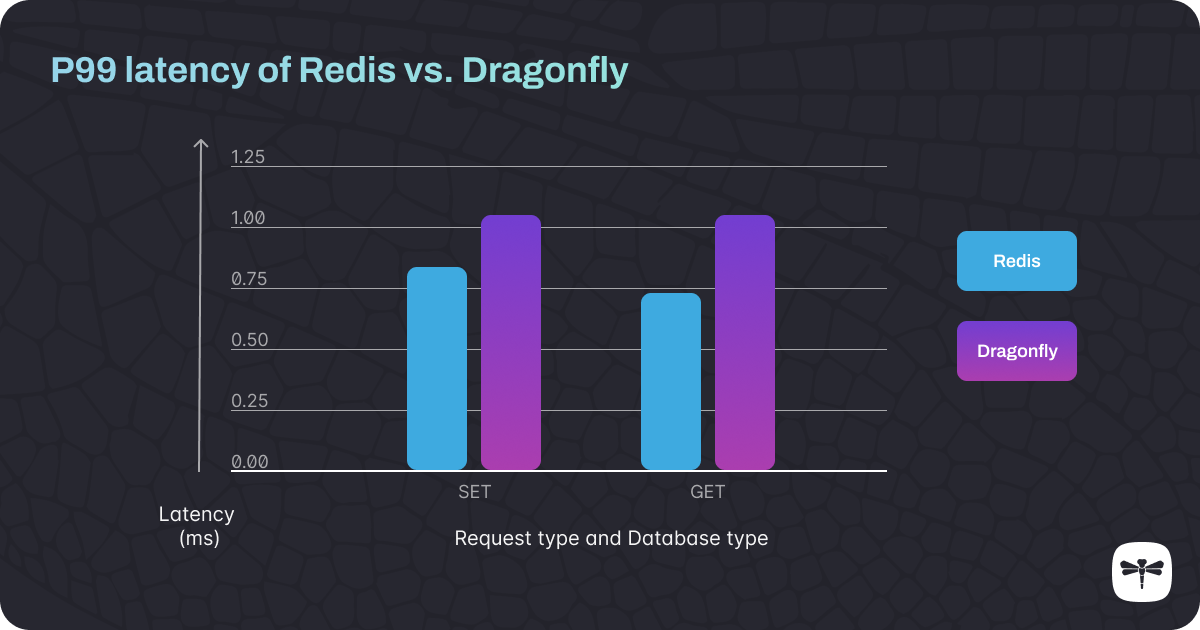 P99 latency of Redis vs. Dragonfly
1.25
1.00
0.75
0.50
0.25
0.00
Redis
Dragonfly
SET
GET
Latency
(ms)
Request type and Database type